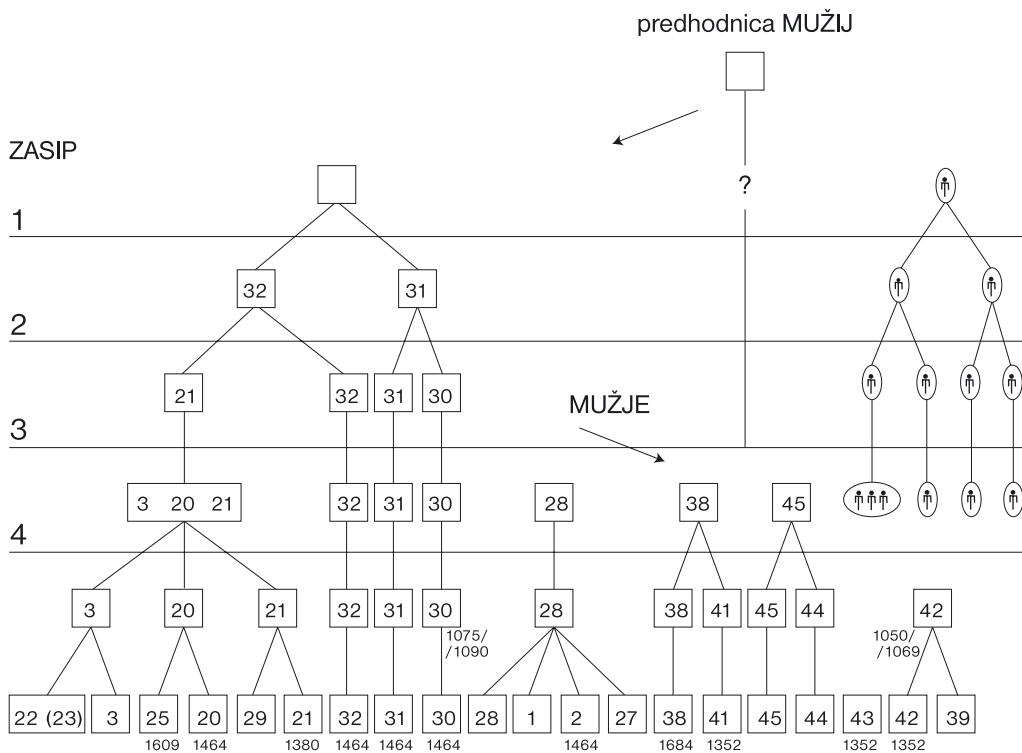 predhodnica MUŽIJ
ZASIP
?
1
32 31
2
21 32 31 30
MUŽJE
3
3 20 21 32 31 30 28 38 45
4
3 20 21 32 31 30 28 38 41 45 44 42
1075/
/1090
1050/
/1069
22 (23) 3 25 20 29 21 32 31 30 28 1 2 27 38 41 45 44 43 42 39
1609 1464 1380 1464 1464 1464 1464 1684 1352 1352 1352